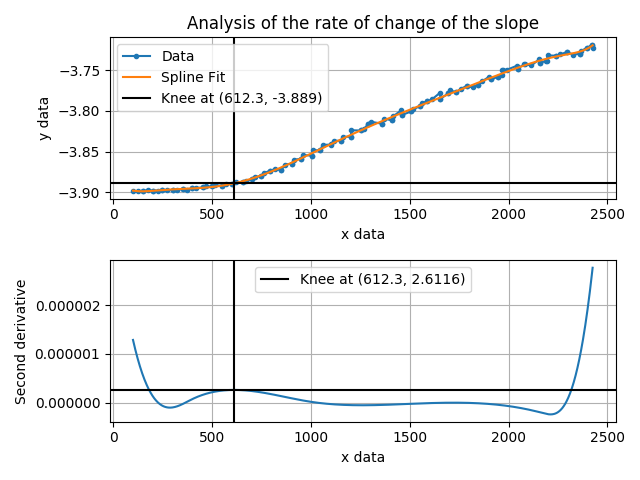 Analysis of the rate of change of the slope
Data
Spline Fit
Knee at (612.3, -3.889)
−3.75
−3.80
−3.85
−3.90
y data
0 500 1000 1500 2000 2500
x data
Knee at (612.3, 2.6116)
0.000002
0.000001
0.000000
Second derivative
0 500 1000 1500 2000 2500
x data